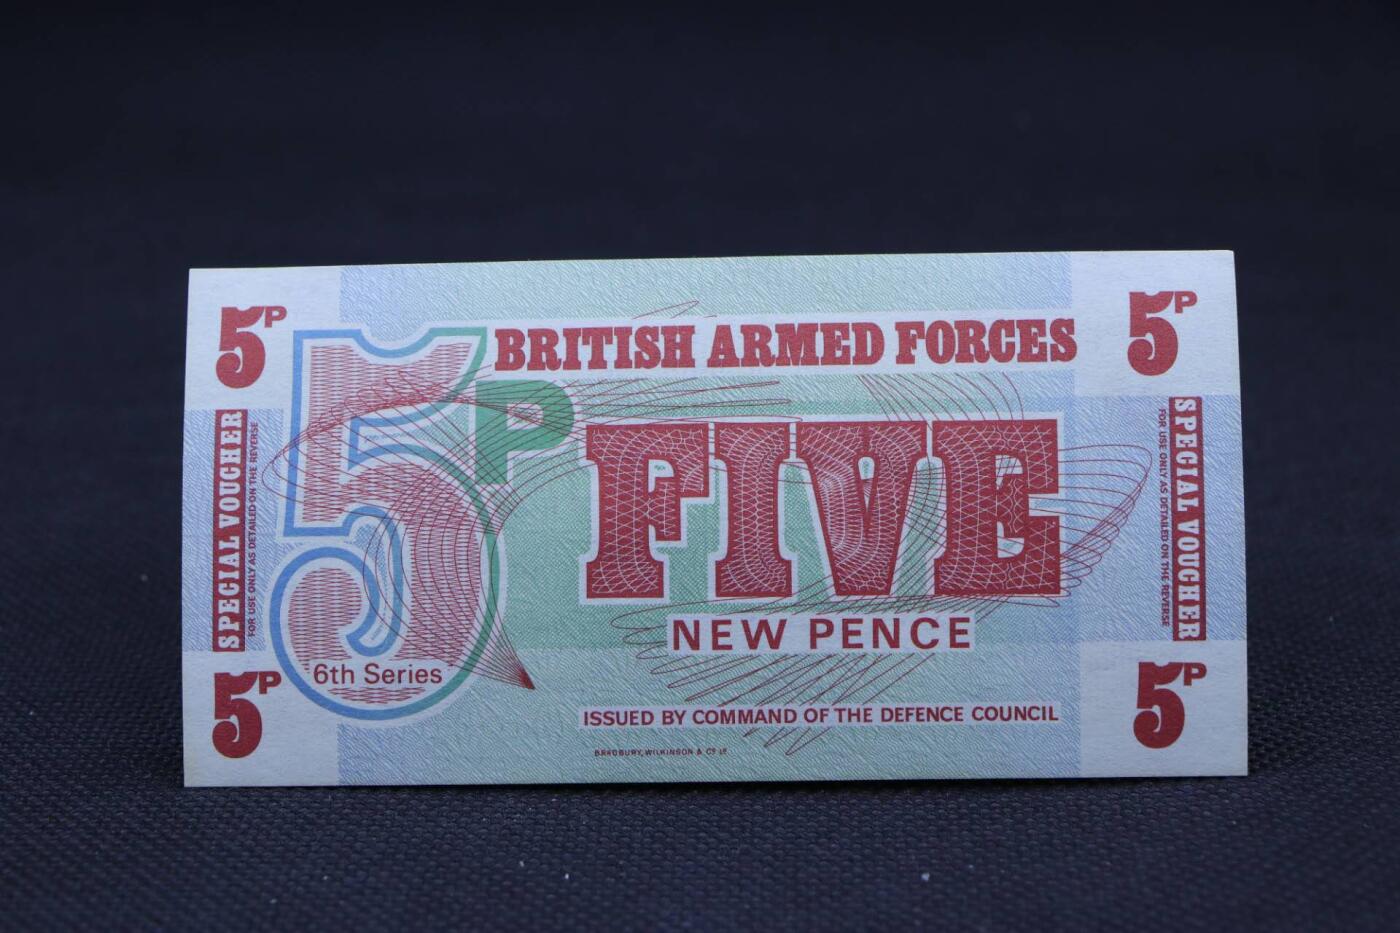 5P
5P
BRITISH ARMED FORCES
5P
FIVE
NEW PENCE
6th Series
ISSUED BY COMMAND OF THE DEFENCE COUNCIL
BRADBURY, WILKINSON & Co Ld
SPECIAL VOUCHER
FOR USE ONLY AS DETAILED ON THE REVERSE
SPECIAL VOUCHER
FOR USE ONLY AS DETAILED ON THE REVERSE
5P
5P